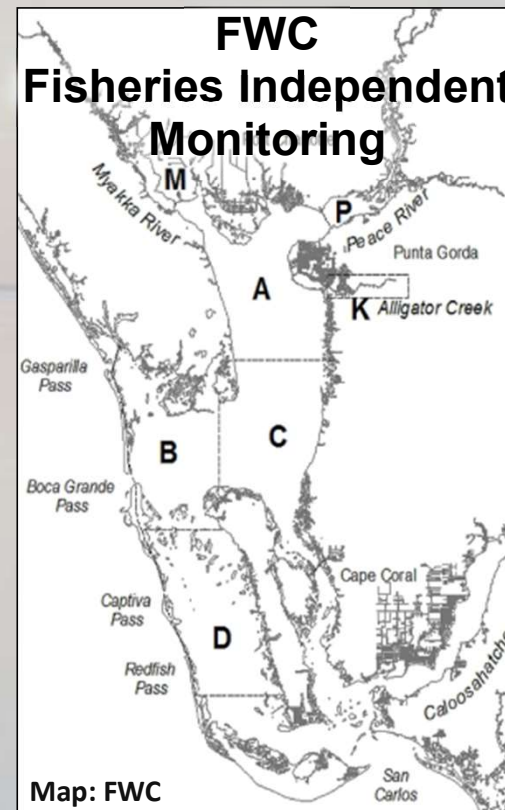 FWC
Fisheries Independent
Monitoring
M
Myakka River
P
Peace River
Punta Gorda
A
K
Alligator Creek
Gasparilla
Pass
B
C
Boca Grande
Pass
Cape Coral
Captiva
Pass
D
Redfish
Pass
Caloosahatche
San
Carlos
Map: FWC